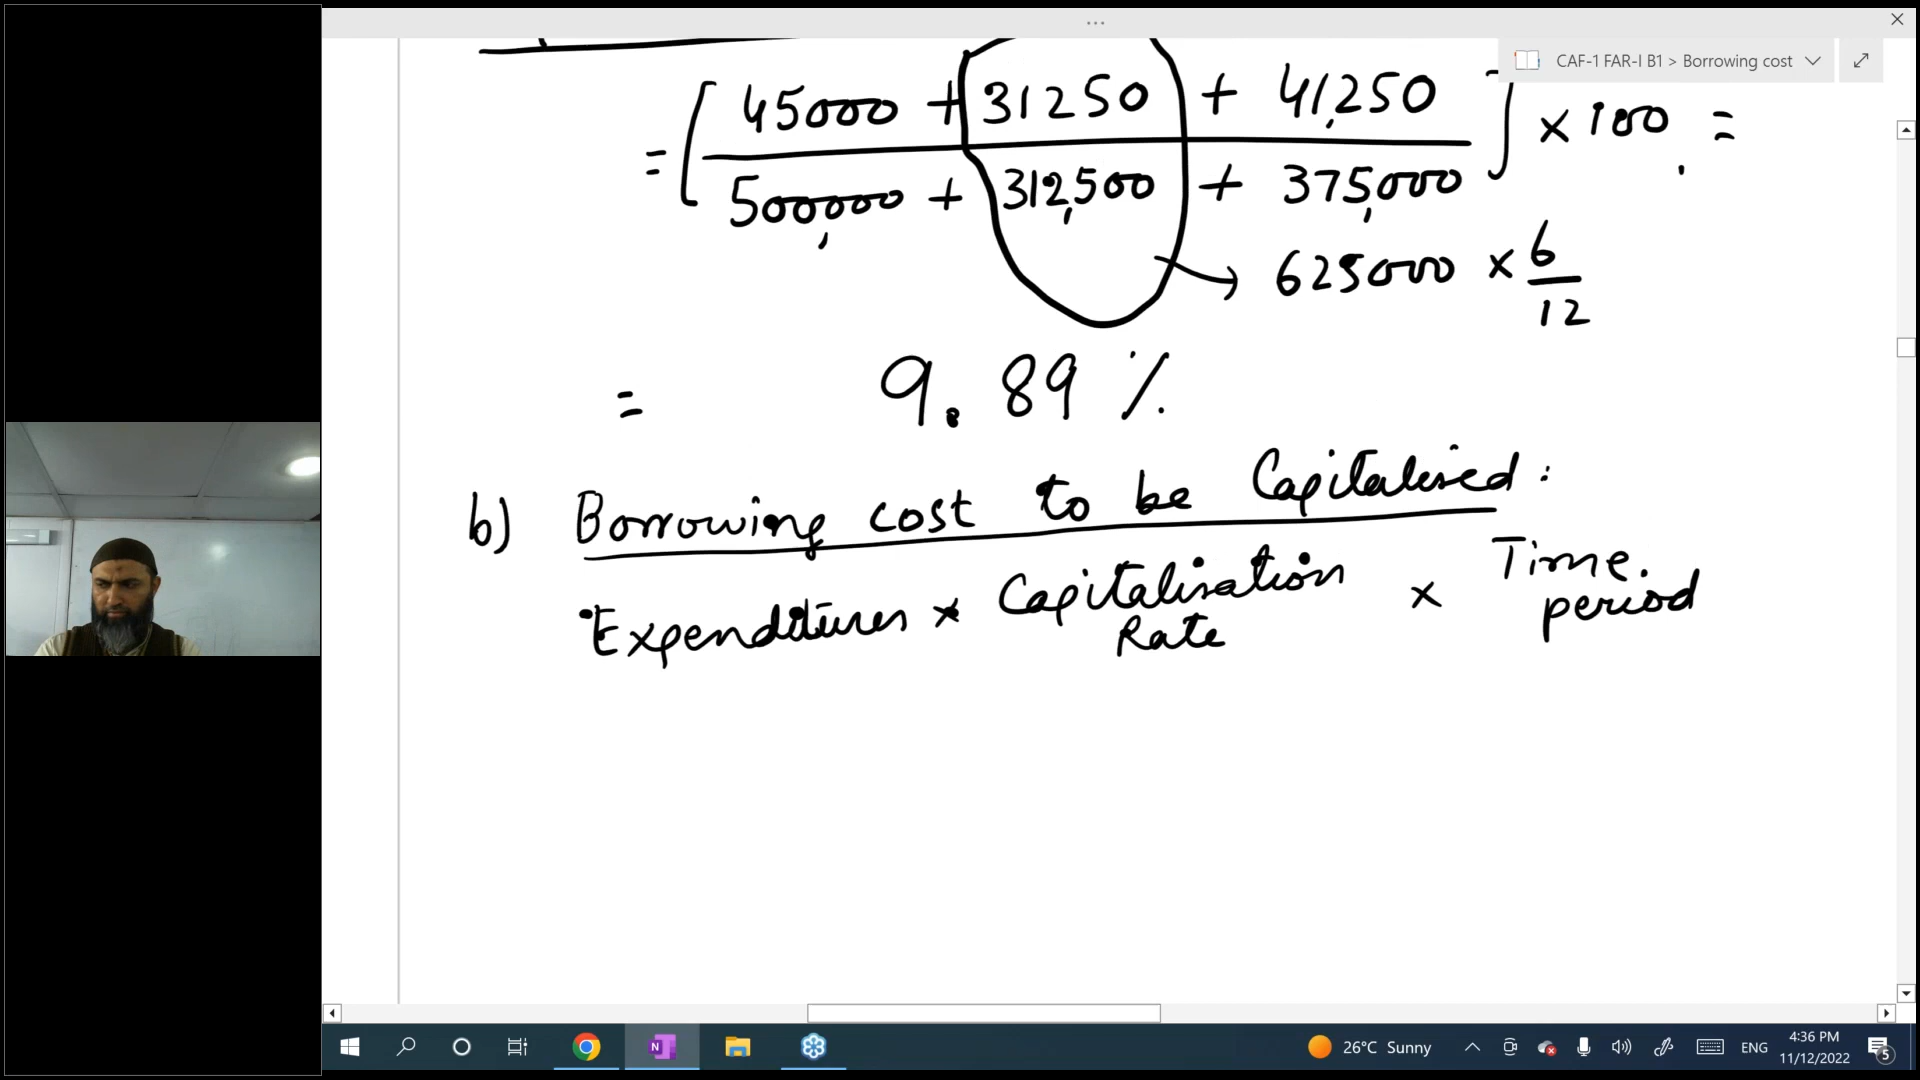 CAF-1 FAR-I B1 > Borrowing cost
= [ 45000 + 31250 + 41,250 ] × 100 =
500,000 + 312,500 + 375,000
→ 625000 × 6
12
= 9.89 %
b) Borrowing cost to be Capitalised :
Expenditures × Capitalisation × Time
Rate period
26°C Sunny
ENG
4:36 PM
11/12/2022
5